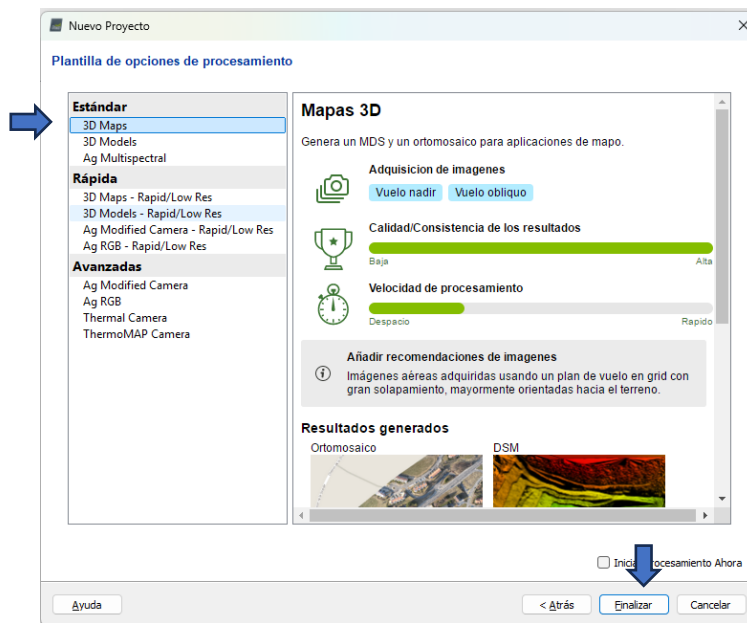 Nuevo Proyecto
Plantilla de opciones de procesamiento
Estándar
3D Maps
3D Models
Ag Multispectral
Rápida
3D Maps - Rapid/Low Res
3D Models - Rapid/Low Res
Ag Modified Camera - Rapid/Low Res
Ag RGB - Rapid/Low Res
Avanzadas
Ag Modified Camera
Ag RGB
Thermal Camera
ThermoMAP Camera
Mapas 3D
Genera un MDS y un ortomosaico para aplicaciones de mapo.
Adquisicion de imagenes
Vuelo nadir Vuelo obliquo
Calidad/Consistencia de los resultados
Baja Alta
Velocidad de procesamiento
Despacio Rapido
Añadir recomendaciones de imagenes
Imágenes aéreas adquiridas usando un plan de vuelo en grid con
gran solapamiento, mayormente orientadas hacia el terreno.
Resultados generados
Ortomosaico DSM
Ahora
Ayuda < Atrás Finalizar Cancelar